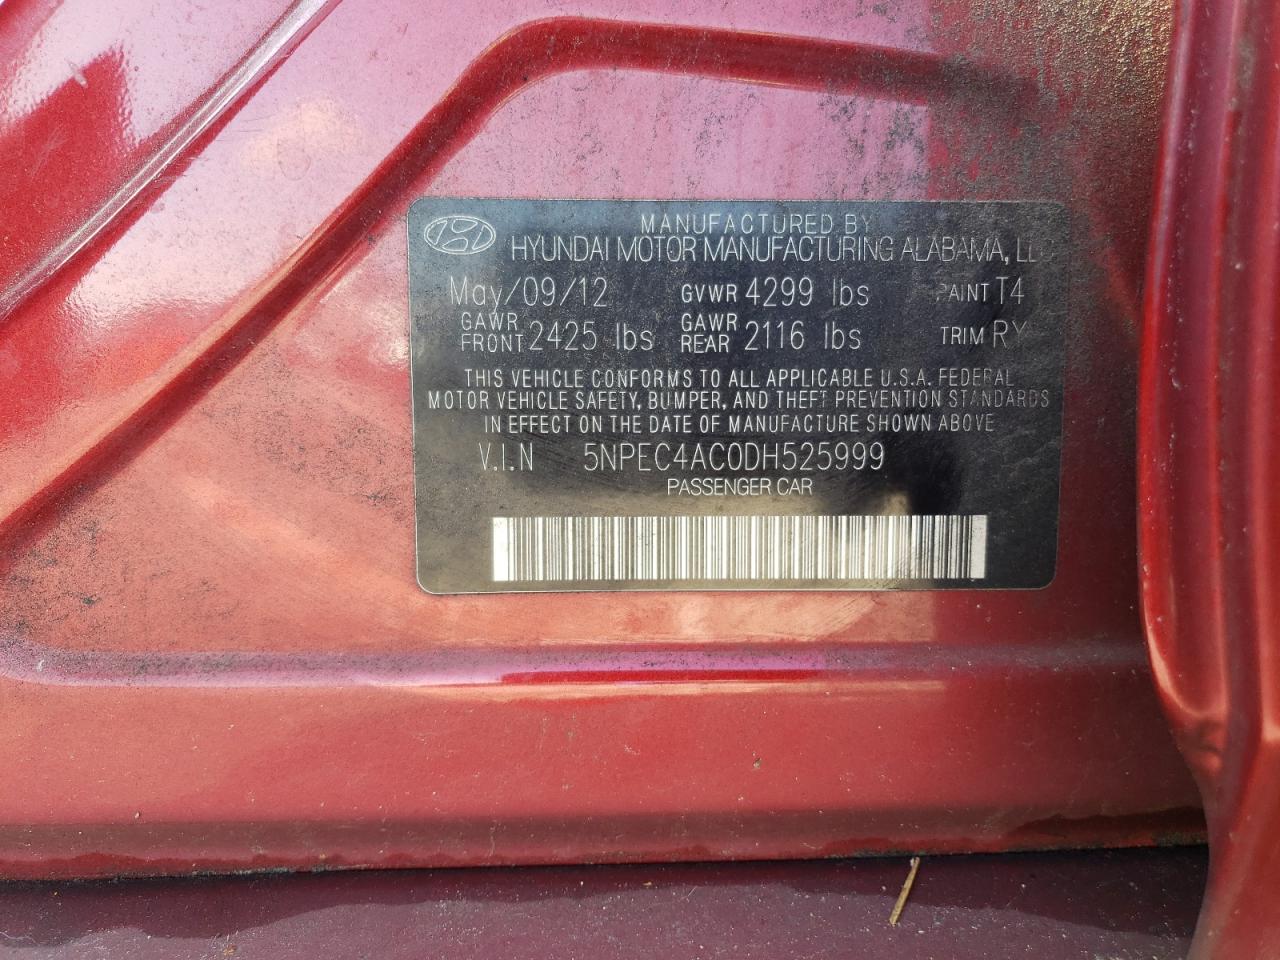 MANUFACTURED BY
HYUNDAI MOTOR MANUFACTURING ALABAMA, LLC
May/09/12 GVWR 4299 lbs PAINT T4
GAWR FRONT 2425 lbs GAWR REAR 2116 lbs TRIM RY
THIS VEHICLE CONFORMS TO ALL APPLICABLE U.S.A. FEDERAL
MOTOR VEHICLE SAFETY, BUMPER, AND THEFT PREVENTION STANDARDS
IN EFFECT ON THE DATE OF MANUFACTURE SHOWN ABOVE
V.I.N 5NPEC4AC0DH525999
PASSENGER CAR